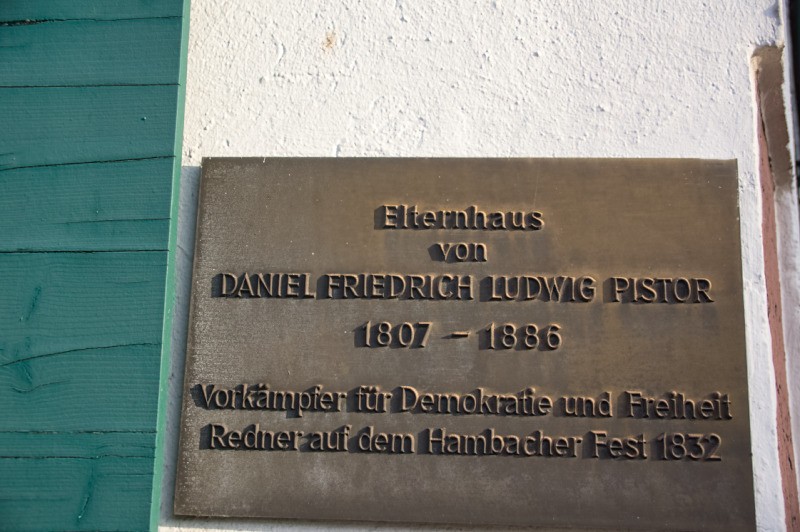 Elternhaus
von
DANIEL FRIEDRICH LUDWIG PISTOR
1807 - 1886
Vorkämpfer für Demokratie und Freiheit
Redner auf dem Hambacher Fest 1832